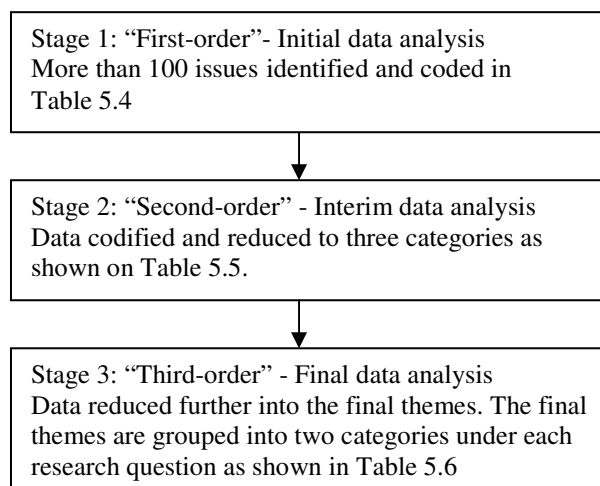 Stage 1: “First-order”- Initial data analysis
More than 100 issues identified and coded in
Table 5.4
Stage 2: “Second-order” - Interim data analysis
Data codified and reduced to three categories as
shown on Table 5.5.
Stage 3: “Third-order” - Final data analysis
Data reduced further into the final themes. The final
themes are grouped into two categories under each
research question as shown in Table 5.6